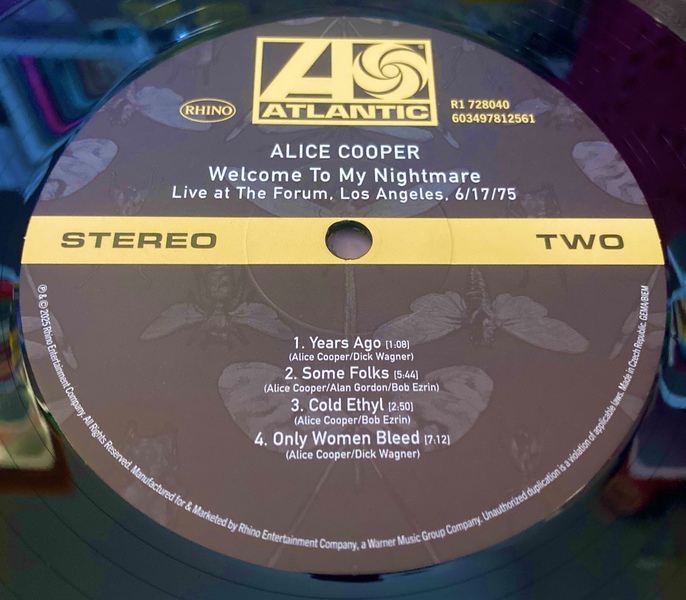 ATLANTIC
RHINO
R1 728040
603497812561
ALICE COOPER
Welcome To My Nightmare
Live at The Forum, Los Angeles, 6/17/75
STEREO
TWO
1. Years Ago [1:08]
(Alice Cooper/Dick Wagner)
2. Some Folks [5:44]
(Alice Cooper/Alan Gordon/Bob Ezrin)
3. Cold Ethyl [2:50]
(Alice Cooper/Bob Ezrin)
4. Only Women Bleed [7:12]
(Alice Cooper/Dick Wagner)
℗ & © 2025 Rhino Entertainment Company. All Rights Reserved. Manufactured for & Marketed by Rhino Entertainment Company, a Warner Music Group Company. Unauthorized duplication is a violation of applicable laws. Made in Czech Republic. GEMA/BIEM